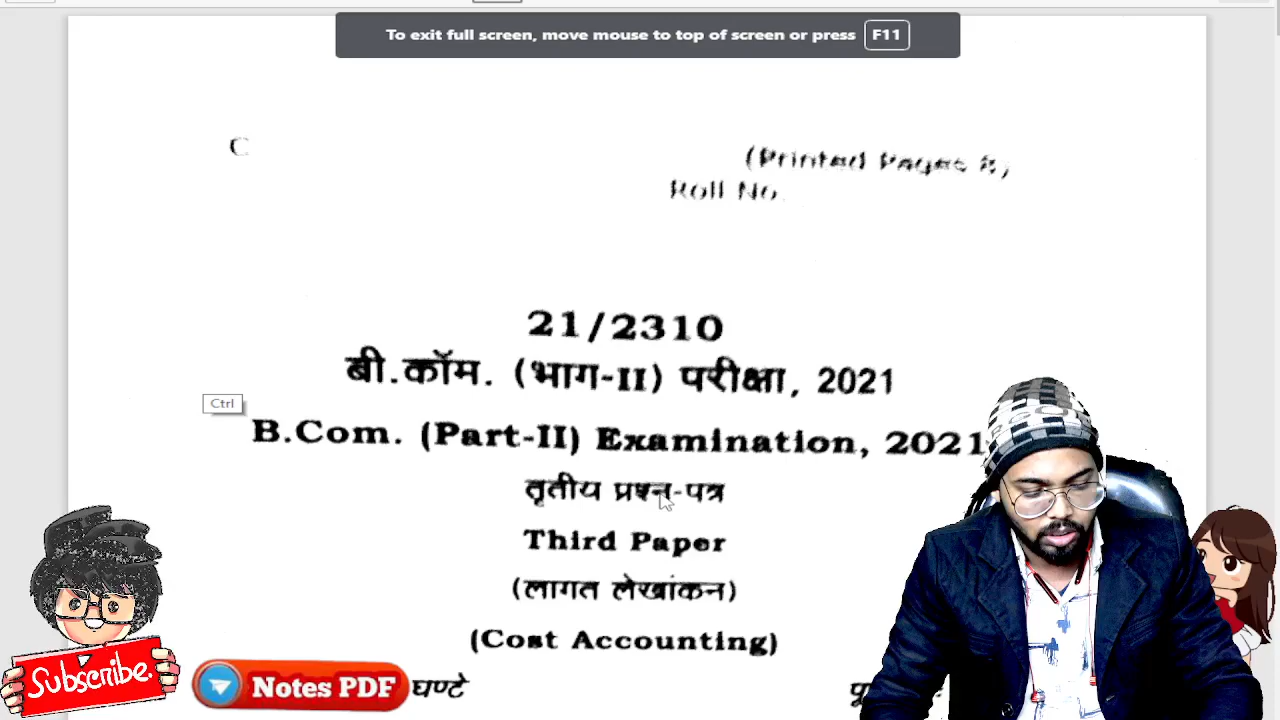 To exit full screen, move mouse to top of screen or press F11
C
(Printed Pages 8)
Roll No.
21/2310
बी.कॉम. (भाग-II) परीक्षा, 2021
Ctrl
B.Com. (Part-II) Examination, 2021
तृतीय प्रश्न-पत्र
Third Paper
(लागत लेखांकन)
(Cost Accounting)
Subscribe
Notes PDF
घण्टे